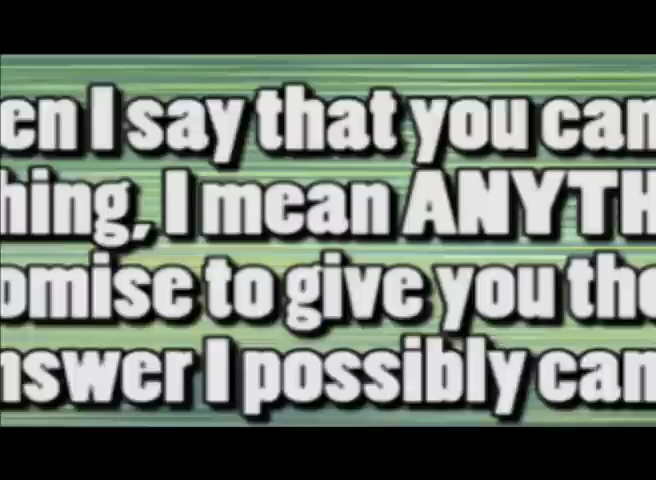 en I say that you can
hing, I mean ANYTH
omise to give you the
nswer I possibly can